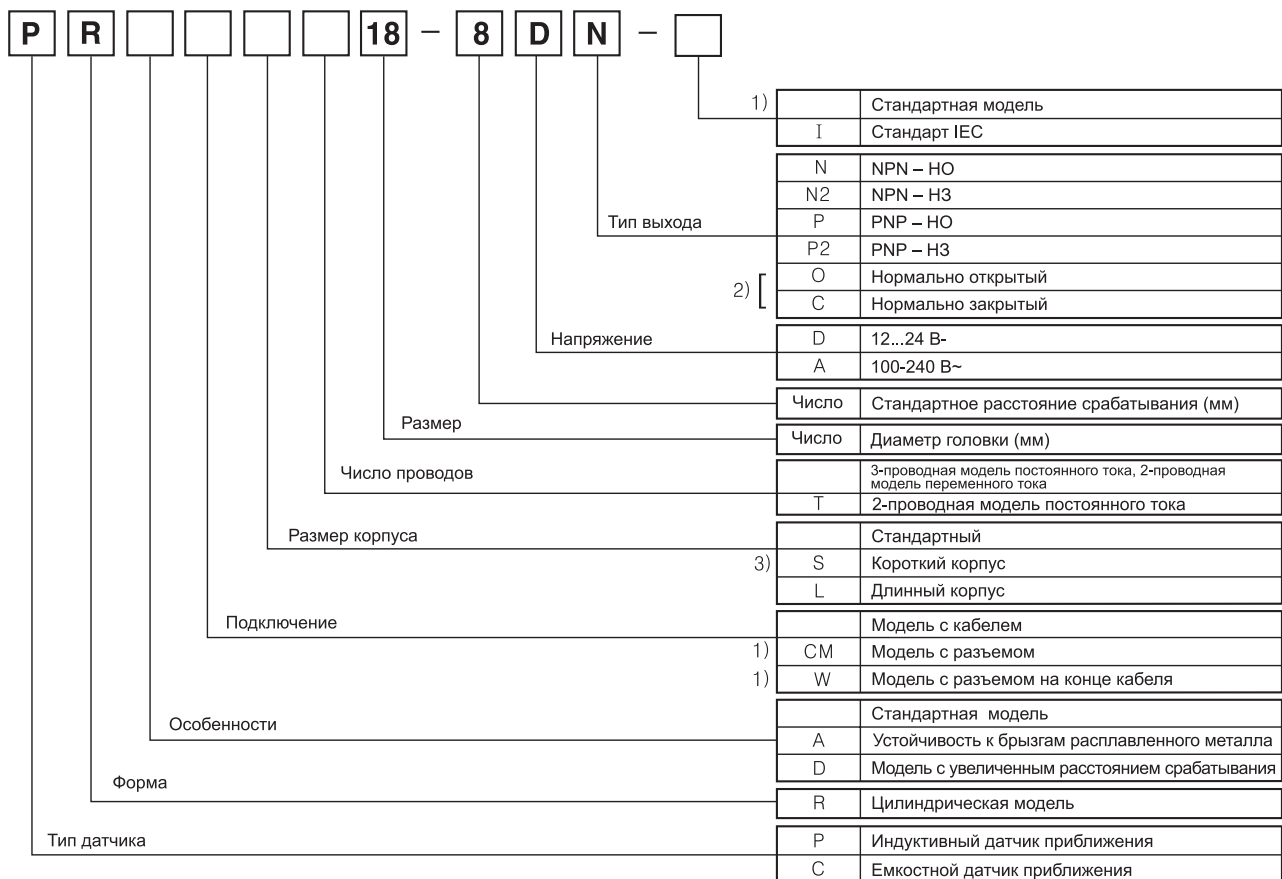 P R 18 – 8 D N –
1) Стандартная модель
I Стандарт IEC
N NPN – НО
N2 NPN – НЗ
Тип выхода P PNP – НО
P2 PNP – НЗ
2) [ O Нормально открытый
C Нормально закрытый
Напряжение D 12...24 В-
A 100-240 В~
Число Стандартное расстояние срабатывания (мм)
Размер
Число Диаметр головки (мм)
Число проводов 3-проводная модель постоянного тока, 2-проводная
модель переменного тока
T 2-проводная модель постоянного тока
Размер корпуса Стандартный
3) S Короткий корпус
L Длинный корпус
Подключение Модель с кабелем
1) CM Модель с разъемом
1) W Модель с разъемом на конце кабеля
Особенности Стандартная модель
A Устойчивость к брызгам расплавленного металла
D Модель с увеличенным расстоянием срабатывания
Форма
R Цилиндрическая модель
Тип датчика P Индуктивный датчик приближения
C Емкостной датчик приближения